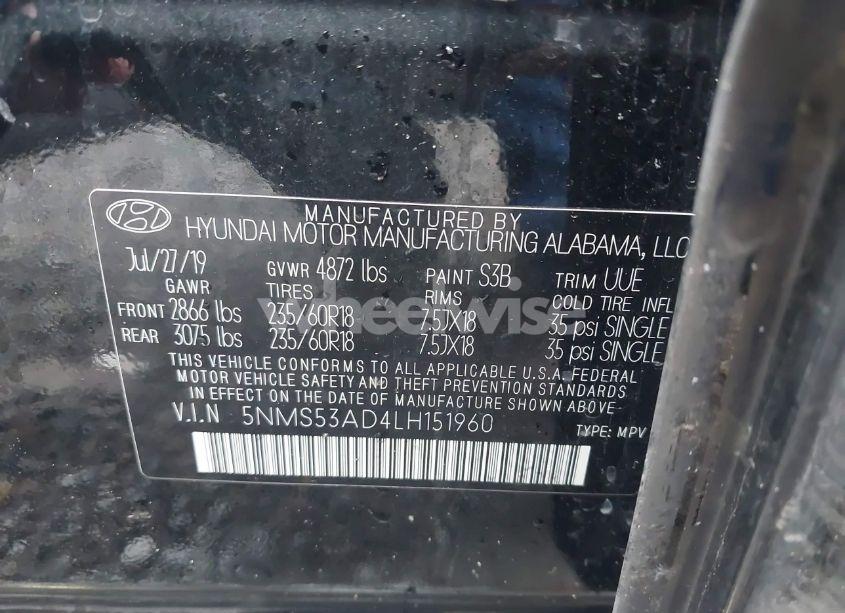 MANUFACTURED BY
HYUNDAI MOTOR MANUFACTURING ALABAMA, LLC
Jul/27/19 GVWR 4872 lbs PAINT S3B TRIM UUE
GAWR TIRES RIMS COLD TIRE INFL
FRONT 2866 lbs 235/60R18 7.5JX18 35 psi SINGLE
REAR 3075 lbs 235/60R18 7.5JX18 35 psi SINGLE
wheelwise
THIS VEHICLE CONFORMS TO ALL APPLICABLE U.S.A. FEDERAL
MOTOR VEHICLE SAFETY AND THEFT PREVENTION STANDARDS
IN EFFECT ON THE DATE OF MANUFACTURE SHOWN ABOVE.
V.I.N 5NMS53AD4LH151960 TYPE: MPV